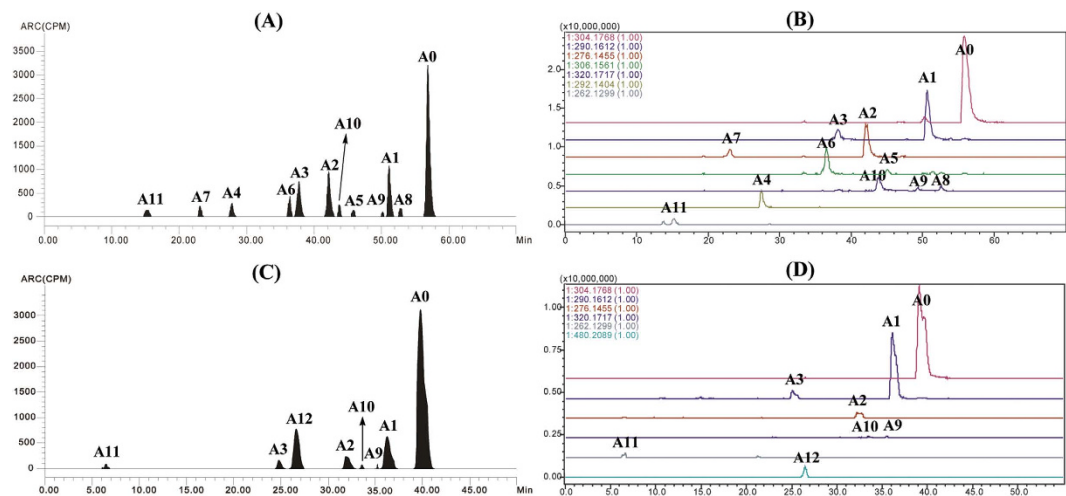 (A)
ARC(CPM)
3500
3000
2500
2000
1500
1000
500
0
A11
A7
A4
A6
A3
A2
A10
A5
A9
A1
A8
A0
0.00 10.00 20.00 30.00 40.00 50.00 60.00 Min
(B)
(x10,000,000)
1:304.1768 (1.00)
1:290.1612 (1.00)
1:276.1455 (1.00)
1:306.1561 (1.00)
1:320.1717 (1.00)
1:292.1404 (1.00)
1:262.1299 (1.00)
2.0
1.5
1.0
0.5
0.0
A0
A1
A3
A2
A7
A6
A5
A10
A9
A8
A4
A11
0 10 20 30 40 50 60
(C)
ARC(CPM)
3000
2500
2000
1500
1000
500
0
A11
A3
A12
A2
A10
A9
A1
A0
0.00 5.00 10.00 15.00 20.00 25.00 30.00 35.00 40.00 45.00 50.00 Min
(D)
(x10,000,000)
1:304.1768 (1.00)
1:290.1612 (1.00)
1:276.1455 (1.00)
1:320.1717 (1.00)
1:262.1299 (1.00)
1:480.2089 (1.00)
1.00
0.75
0.50
0.25
0.00
A0
A1
A3
A2
A10
A9
A11
A12
0.0 5.0 10.0 15.0 20.0 25.0 30.0 35.0 40.0 45.0 50.0